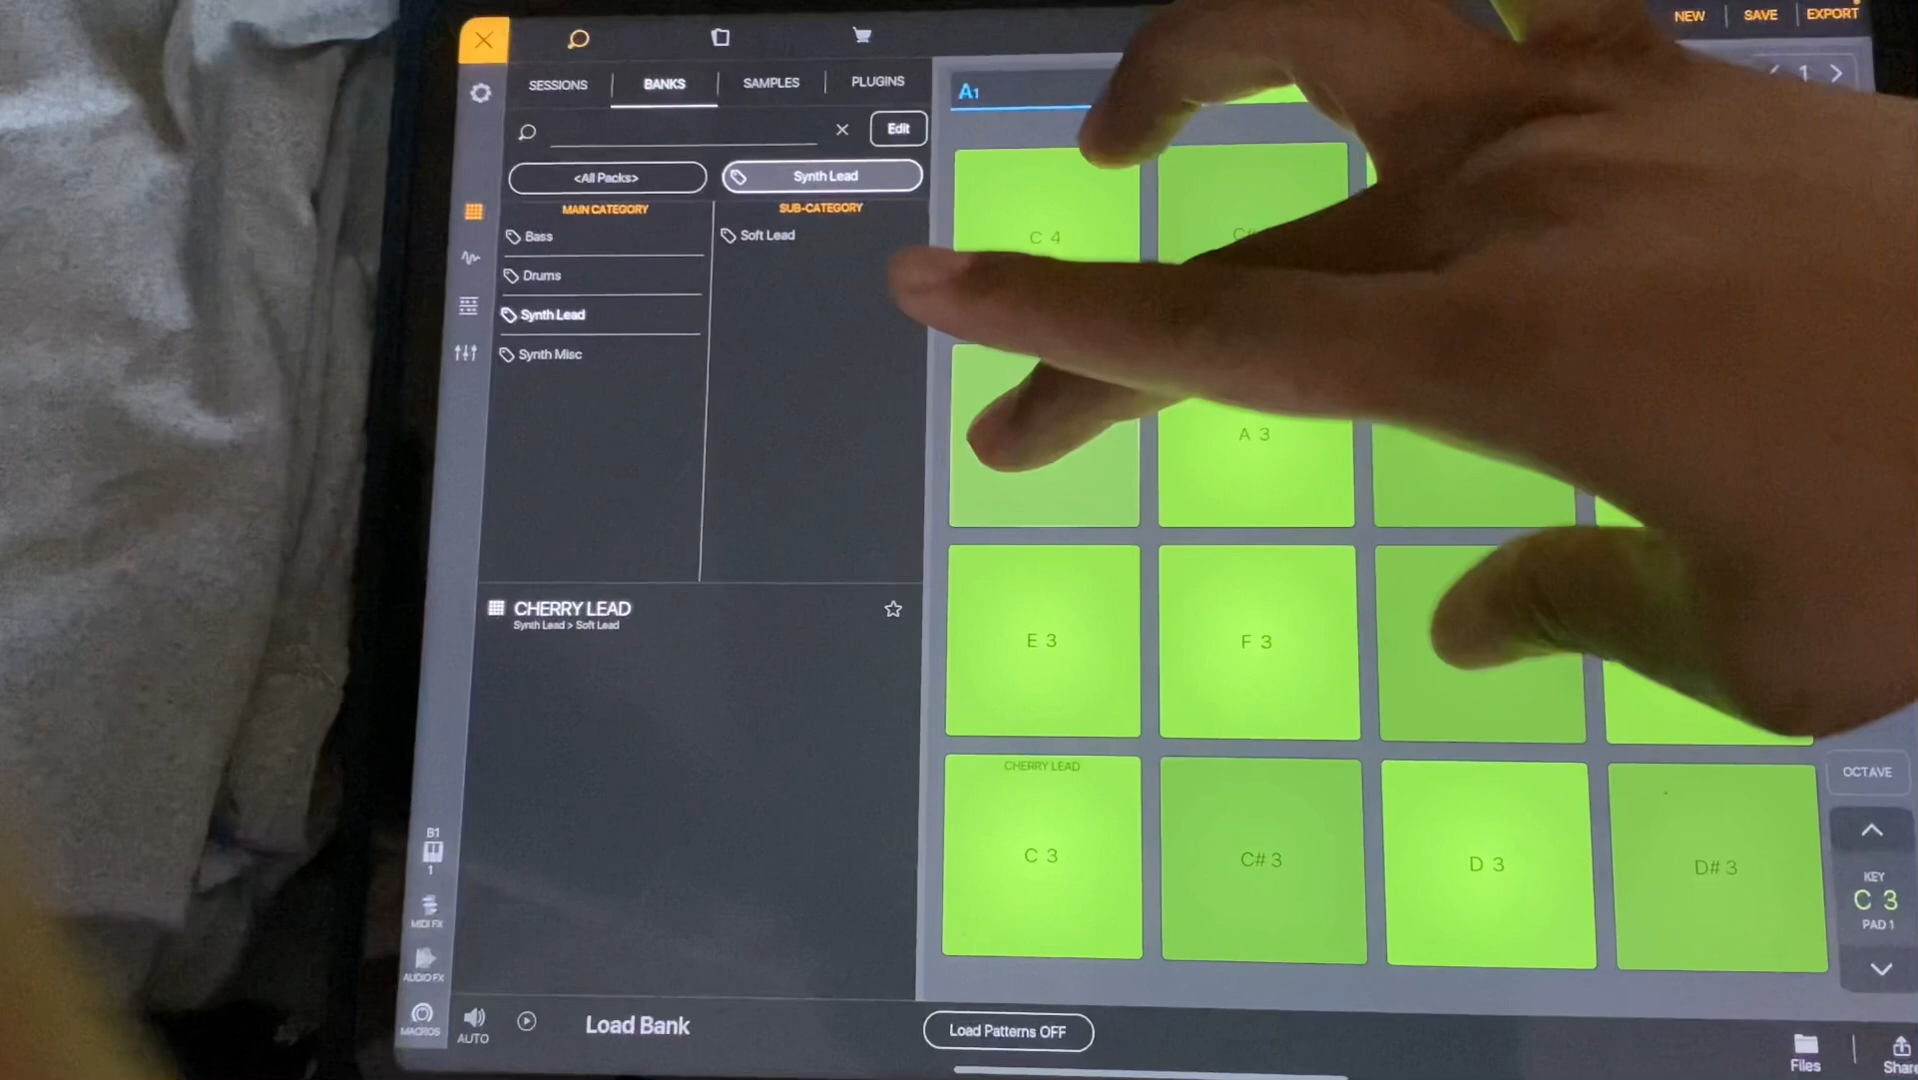 NEW
SAVE
EXPORT
SESSIONS
BANKS
SAMPLES
PLUGINS
1
A1
Edit
<All Packs>
Synth Lead
MAIN CATEGORY
SUB-CATEGORY
Bass
Soft Lead
Drums
Synth Lead
Synth Misc
C 4
A 3
CHERRY LEAD
Synth Lead > Soft Lead
E 3
F 3
CHERRY LEAD
C 3
C# 3
D 3
D# 3
OCTAVE
KEY
C 3
PAD 1
B1
1
MIDI FX
AUDIO FX
MACROS
AUTO
Load Bank
Load Patterns OFF
Files
Share